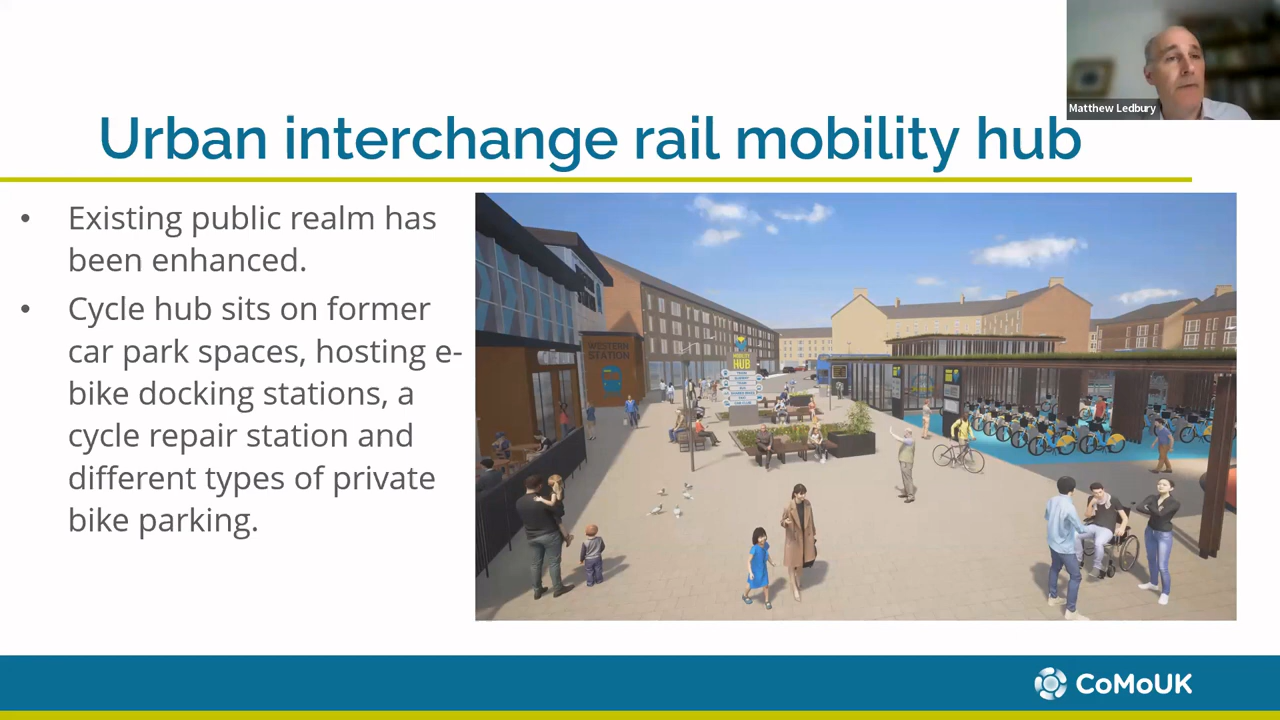 Matthew Ledbury
Urban interchange rail mobility hub
• Existing public realm has
been enhanced.
• Cycle hub sits on former
car park spaces, hosting e-
bike docking stations, a
cycle repair station and
different types of private
bike parking.
WESTERN
STATION
MOBILITY
HUB
CoMoUK